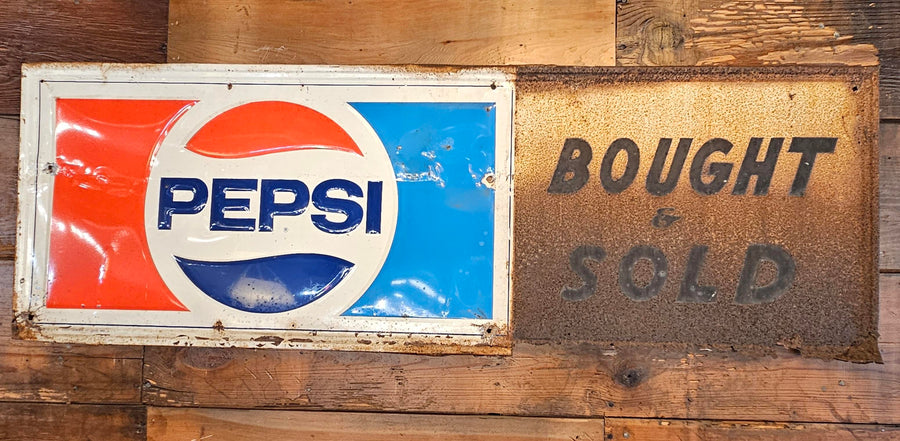 PEPSI
BOUGHT
&
SOLD